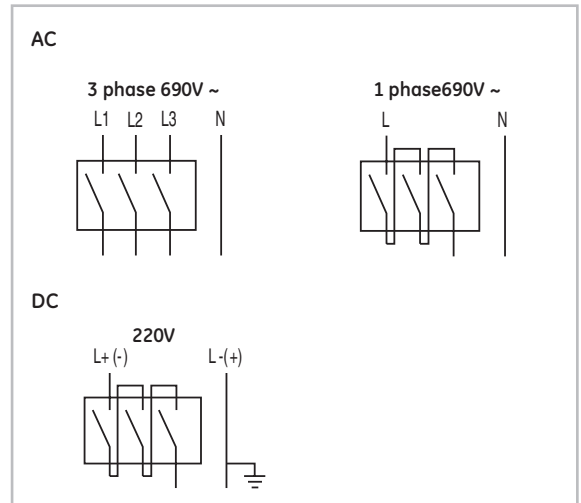 AC
3 phase 690V ~
1 phase690V ~
L1 L2 L3 N
L N
DC
220V
L+ (-) L -(+)